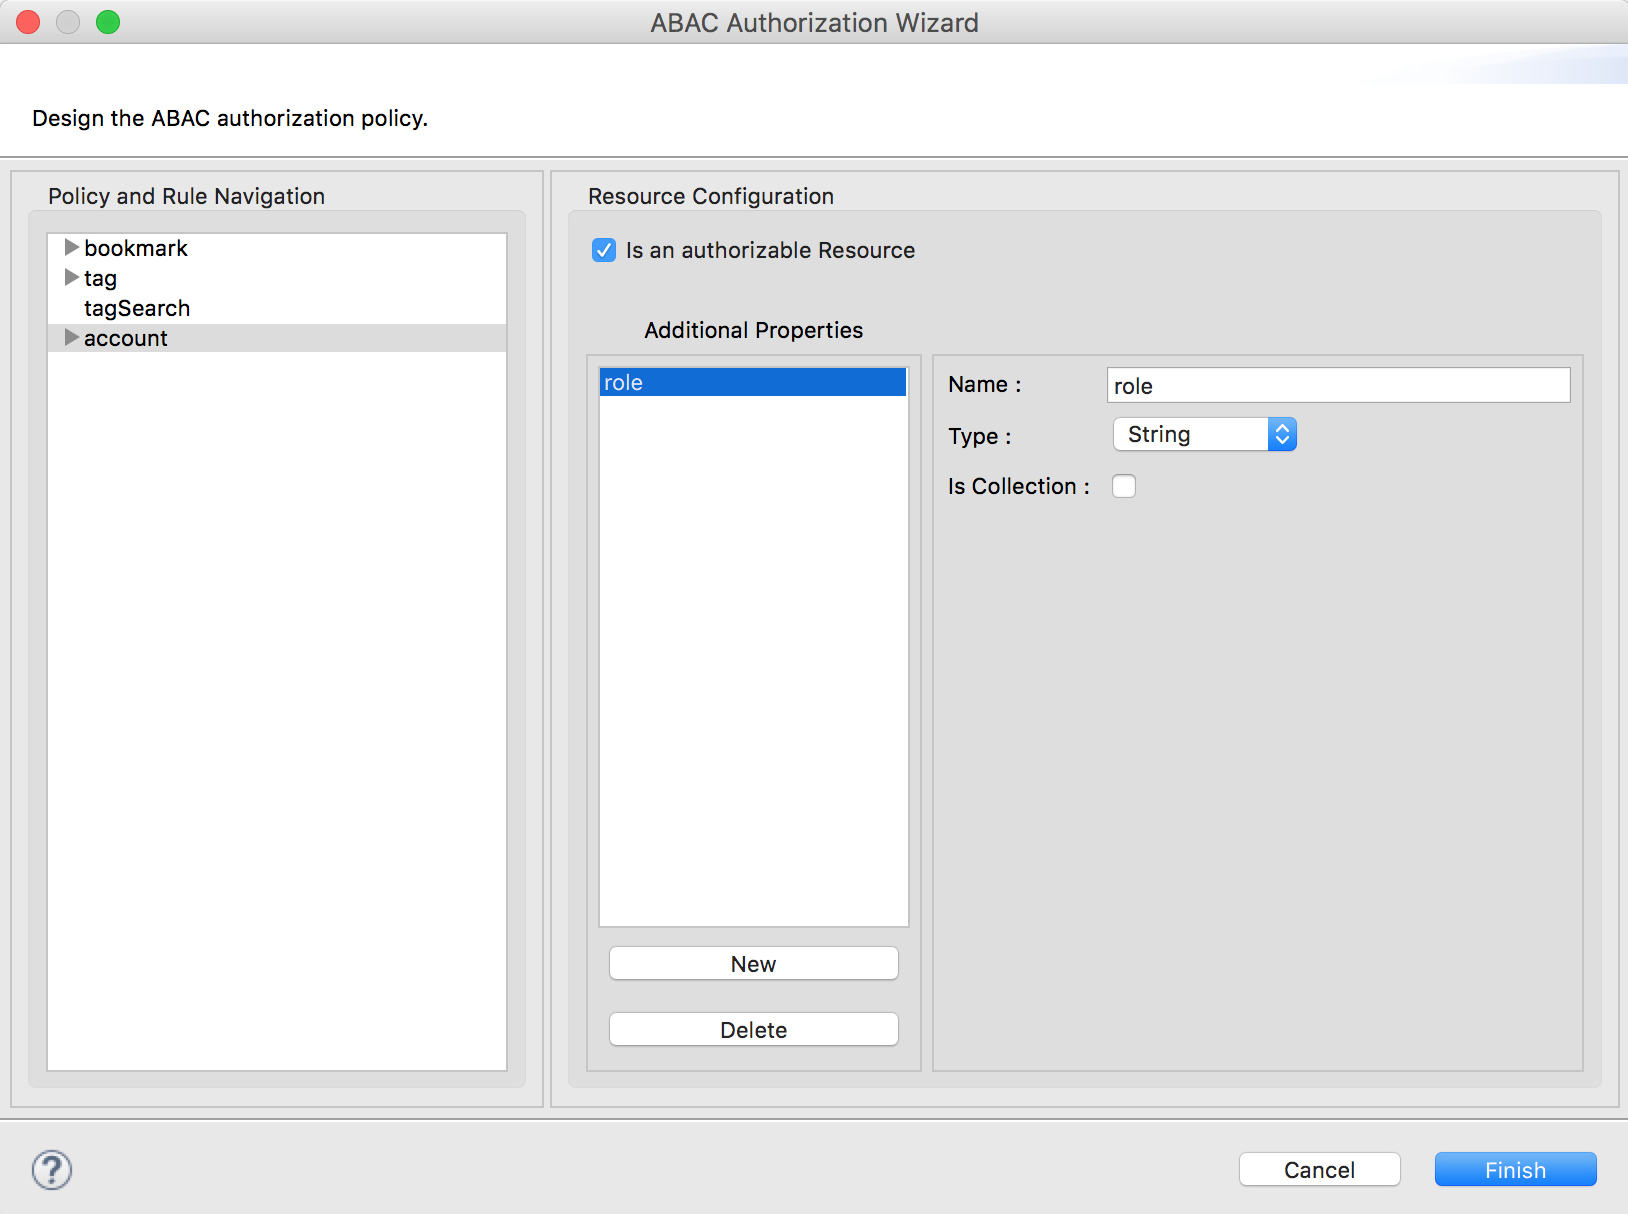 ABAC Authorization Wizard
Design the ABAC authorization policy.
Policy and Rule Navigation
bookmark
tag
tagSearch
account
Resource Configuration
Is an authorizable Resource
Additional Properties
role
New
Delete
Name : role
Type : String
Is Collection :
?
Cancel Finish